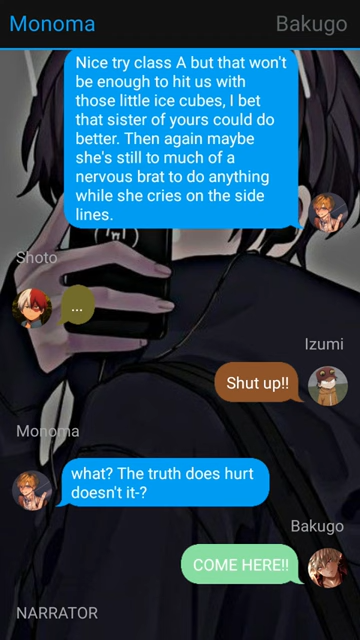 Monoma
Bakugo
Nice try class A but that won't
be enough to hit us with
those little ice cubes, I bet
that sister of yours could do
better. Then again maybe
she's still to much of a
nervous brat to do anything
while she cries on the side
lines.
Shoto
...
Izumi
Shut up!!
Monoma
what? The truth does hurt
doesn't it-?
Bakugo
COME HERE!!
NARRATOR